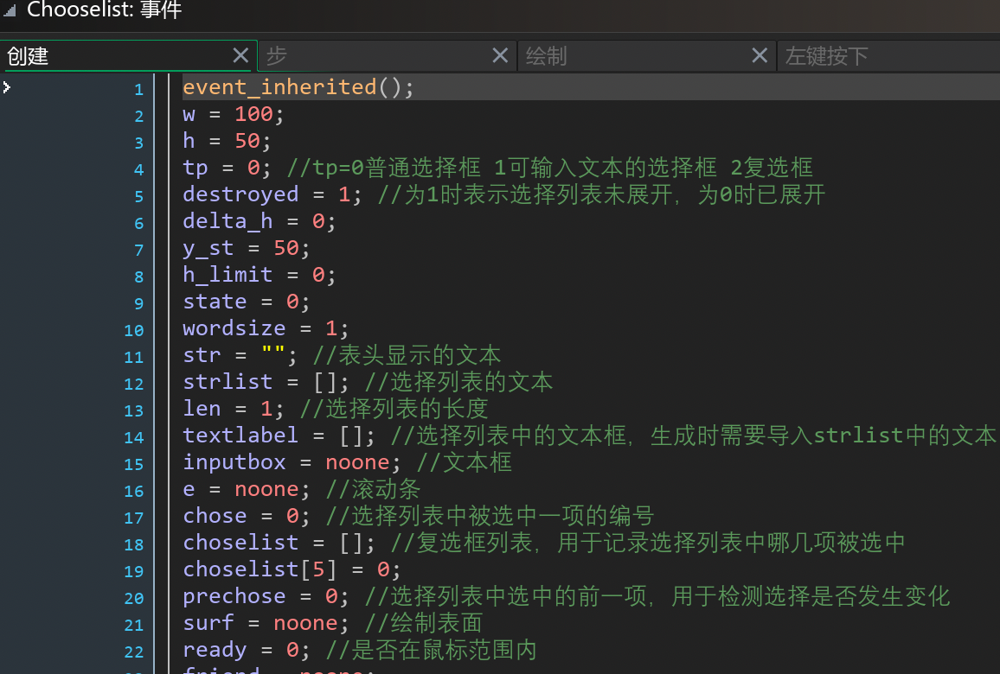 Chooselist: 事件
创建 步 绘制 左键按下
1 event_inherited();
2 w = 100;
3 h = 50;
4 tp = 0; //tp=0普通选择框 1可输入文本的选择框 2复选框
5 destroyed = 1; //为1时表示选择列表未展开，为0时已展开
6 delta_h = 0;
7 y_st = 50;
8 h_limit = 0;
9 state = 0;
10 wordsize = 1;
11 str = ""; //表头显示的文本
12 strlist = []; //选择列表的文本
13 len = 1; //选择列表的长度
14 textlabel = []; //选择列表中的文本框，生成时需要导入strlist中的文本
15 inputbox = noone; //文本框
16 e = noone; //滚动条
17 chose = 0; //选择列表中被选中一项的编号
18 choselist = []; //复选框列表，用于记录选择列表中哪几项被选中
19 choselist[5] = 0;
20 prechose = 0; //选择列表中选中的前一项，用于检测选择是否发生变化
21 surf = noone; //绘制表面
22 ready = 0; //是否在鼠标范围内